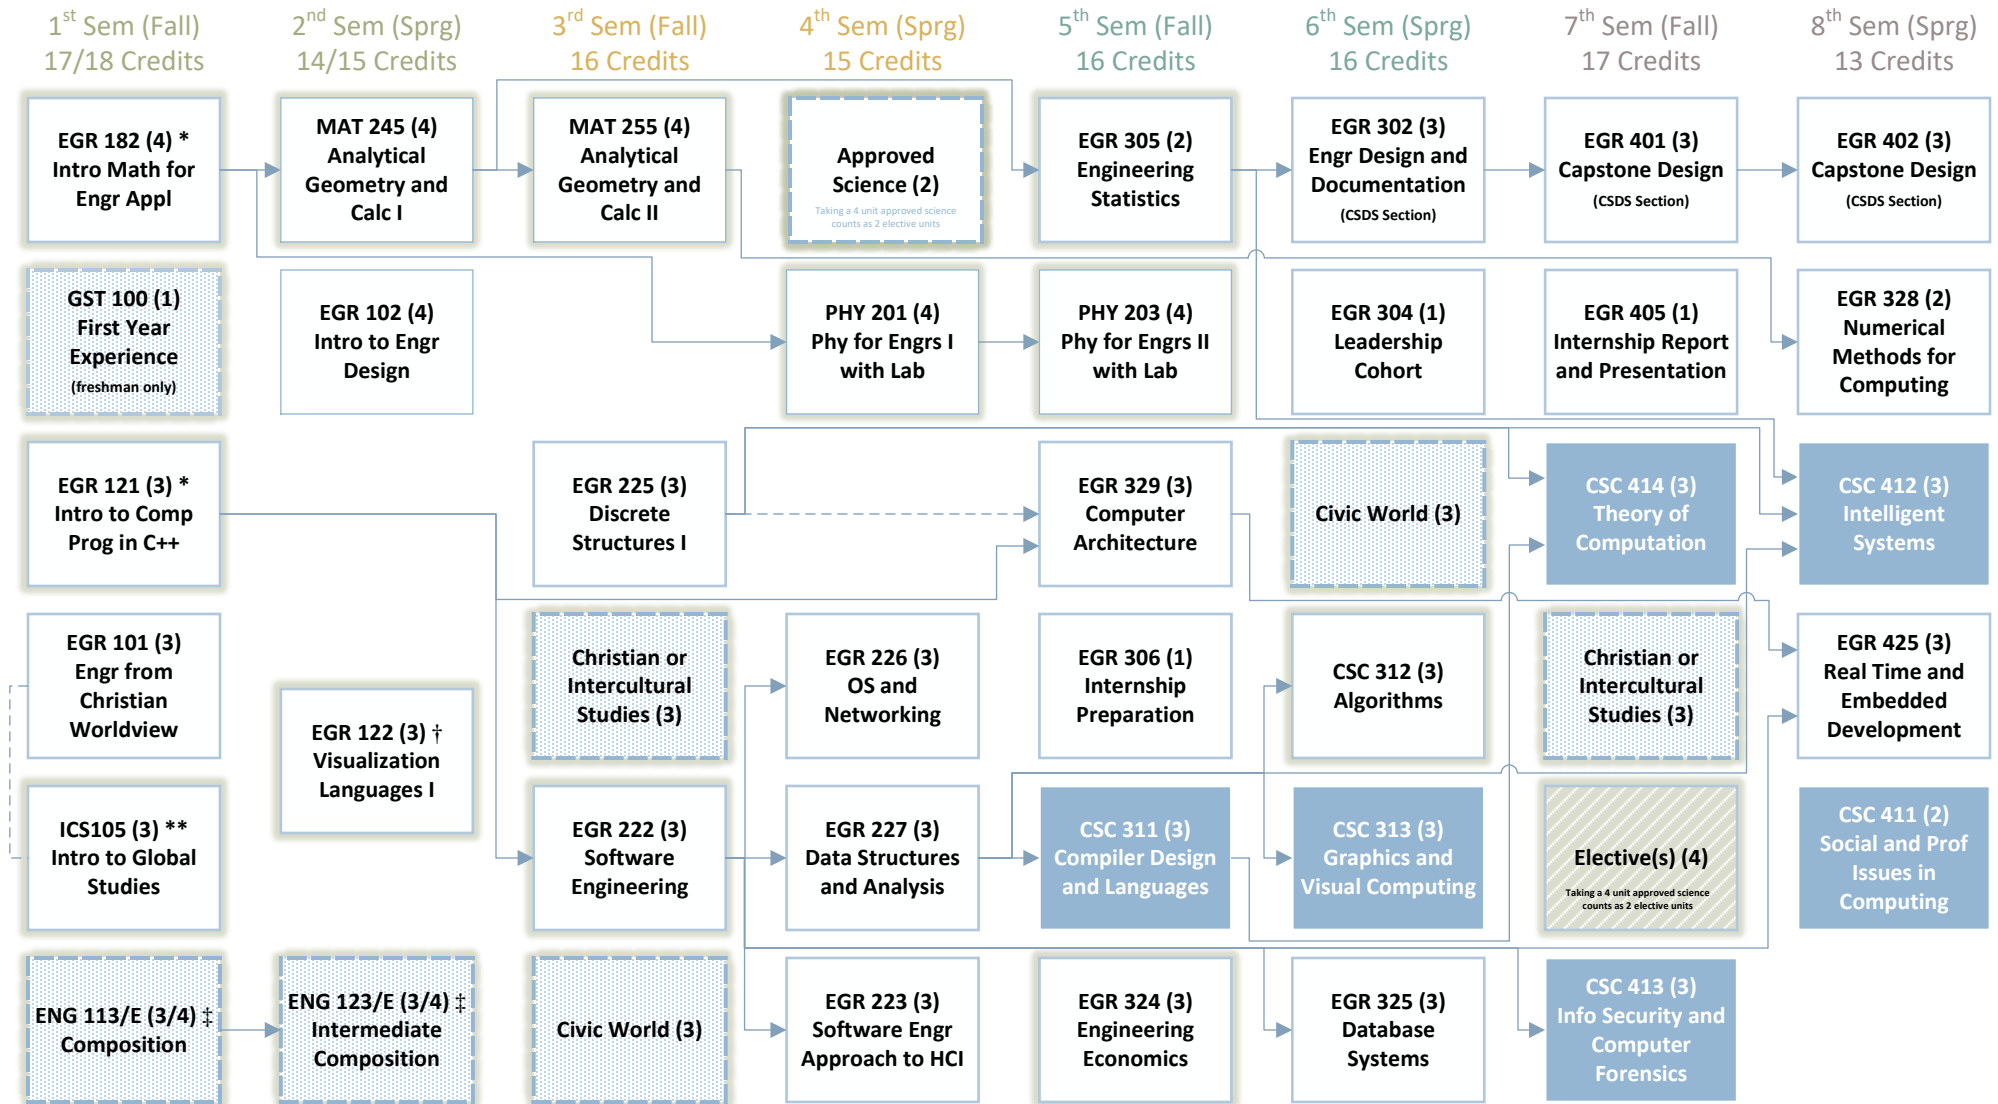 1st Sem (Fall)
17/18 Credits
2nd Sem (Sprg)
14/15 Credits
3rd Sem (Fall)
16 Credits
4th Sem (Sprg)
15 Credits
5th Sem (Fall)
16 Credits
6th Sem (Sprg)
16 Credits
7th Sem (Fall)
17 Credits
8th Sem (Sprg)
13 Credits
EGR 182 (4) *
Intro Math for
Engr Appl
MAT 245 (4)
Analytical
Geometry and
Calc I
MAT 255 (4)
Analytical
Geometry and
Calc II
Approved
Science (2)
Taking a 4 unit approved science
counts as 2 elective units
EGR 305 (2)
Engineering
Statistics
EGR 302 (3)
Engr Design and
Documentation
(CSDS Section)
EGR 401 (3)
Capstone Design
(CSDS Section)
EGR 402 (3)
Capstone Design
(CSDS Section)
GST 100 (1)
First Year
Experience
(freshman only)
EGR 102 (4)
Intro to Engr
Design
PHY 201 (4)
Phy for Engrs I
with Lab
PHY 203 (4)
Phy for Engrs II
with Lab
EGR 304 (1)
Leadership
Cohort
EGR 405 (1)
Internship Report
and Presentation
EGR 328 (2)
Numerical
Methods for
Computing
EGR 121 (3) *
Intro to Comp
Prog in C++
EGR 225 (3)
Discrete
Structures I
EGR 329 (3)
Computer
Architecture
Civic World (3)
CSC 414 (3)
Theory of
Computation
CSC 412 (3)
Intelligent
Systems
EGR 101 (3)
Engr from
Christian
Worldview
EGR 122 (3) †
Visualization
Languages I
Christian or
Intercultural
Studies (3)
EGR 226 (3)
OS and
Networking
EGR 306 (1)
Internship
Preparation
CSC 312 (3)
Algorithms
Christian or
Intercultural
Studies (3)
EGR 425 (3)
Real Time and
Embedded
Development
ICS105 (3) **
Intro to Global
Studies
EGR 222 (3)
Software
Engineering
EGR 227 (3)
Data Structures
and Analysis
CSC 311 (3)
Compiler Design
and Languages
CSC 313 (3)
Graphics and
Visual Computing
Elective(s) (4)
Taking a 4 unit approved science
counts as 2 elective units
CSC 411 (2)
Social and Prof
Issues in
Computing
ENG 113/E (3/4) ‡
Composition
ENG 123/E (3/4) ‡
Intermediate
Composition
Civic World (3)
EGR 223 (3)
Software Engr
Approach to HCI
EGR 324 (3)
Engineering
Economics
EGR 325 (3)
Database
Systems
CSC 413 (3)
Info Security and
Computer
Forensics